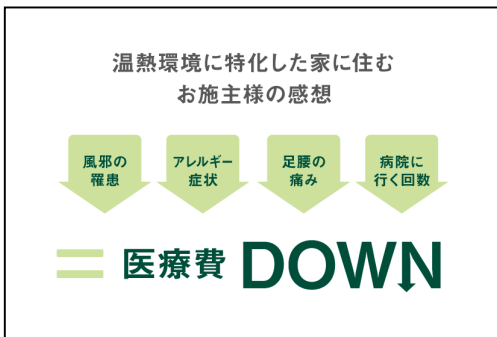 温熱環境に特化した家に住む
お施主様の感想
風邪の
罹患
アレルギー
症状
足腰の
痛み
病院に
行く回数
= 医療費 DOWN